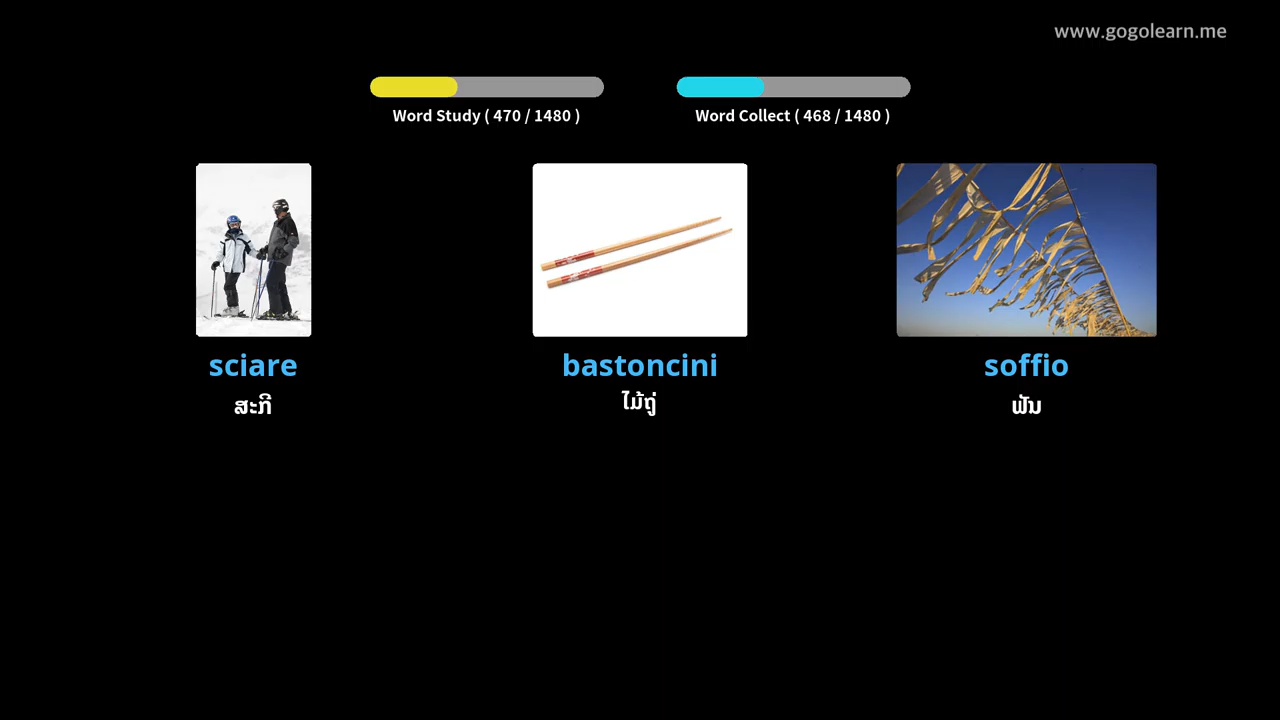 www.gogolearn.me
Word Study ( 470 / 1480 )
Word Collect ( 468 / 1480 )
sciare
bastoncini
soffio
ສະກີ
ໄມ້ຖູ່
ຟັນ